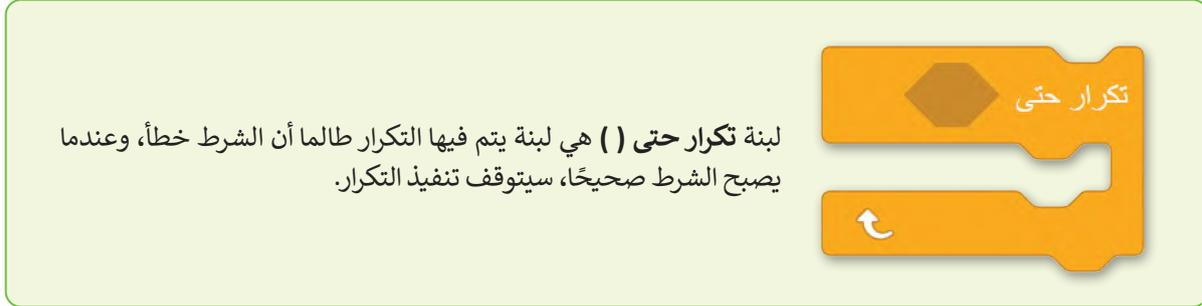 تكرار حتى
لبنة تكرار حتى ( ) هي لبنة يتم فيها التكرار طالما أن الشرط خطأ، وعندما
يصبح الشرط صحيحًا، سيتوقف تنفيذ التكرار.